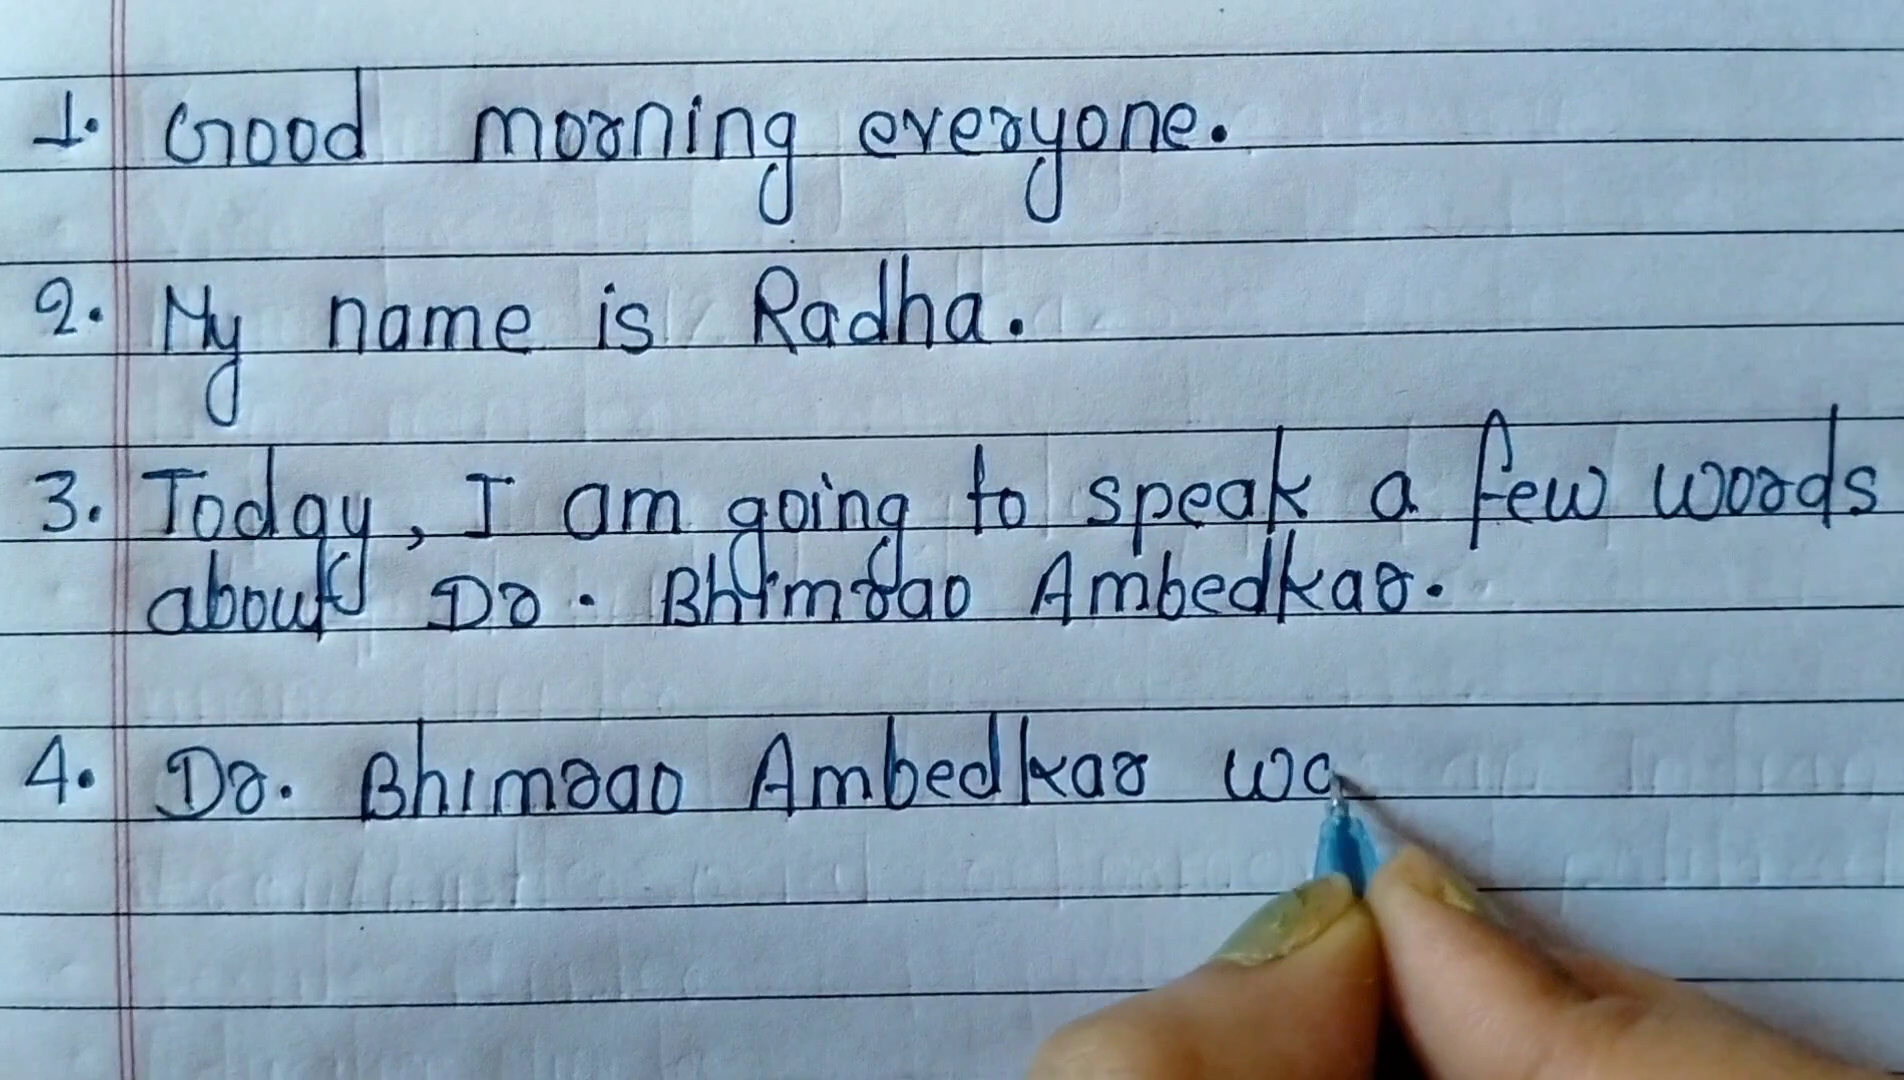 1. Good morning everyone.
2. My name is Radha.
3. Today, I am going to speak a few words
about Dr. Bhimrao Ambedkar.
4. Dr. Bhimrao Ambedkar wa